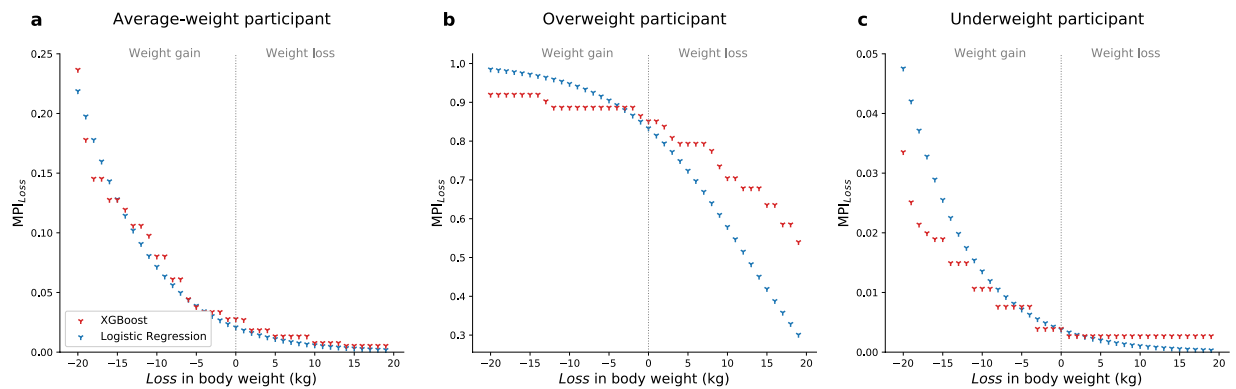 a Average-weight participant
Weight gain Weight loss
0.25
0.20
0.15
0.10
0.05
0.00
MPI_Loss
XGBoost
Logistic Regression
−20 −15 −10 −5 0 5 10 15 20
Loss in body weight (kg)
b Overweight participant
Weight gain Weight loss
1.0
0.9
0.8
0.7
0.6
0.5
0.4
0.3
MPI_Loss
−20 −15 −10 −5 0 5 10 15 20
Loss in body weight (kg)
c Underweight participant
Weight gain Weight loss
0.05
0.04
0.03
0.02
0.01
0.00
MPI_Loss
−20 −15 −10 −5 0 5 10 15 20
Loss in body weight (kg)